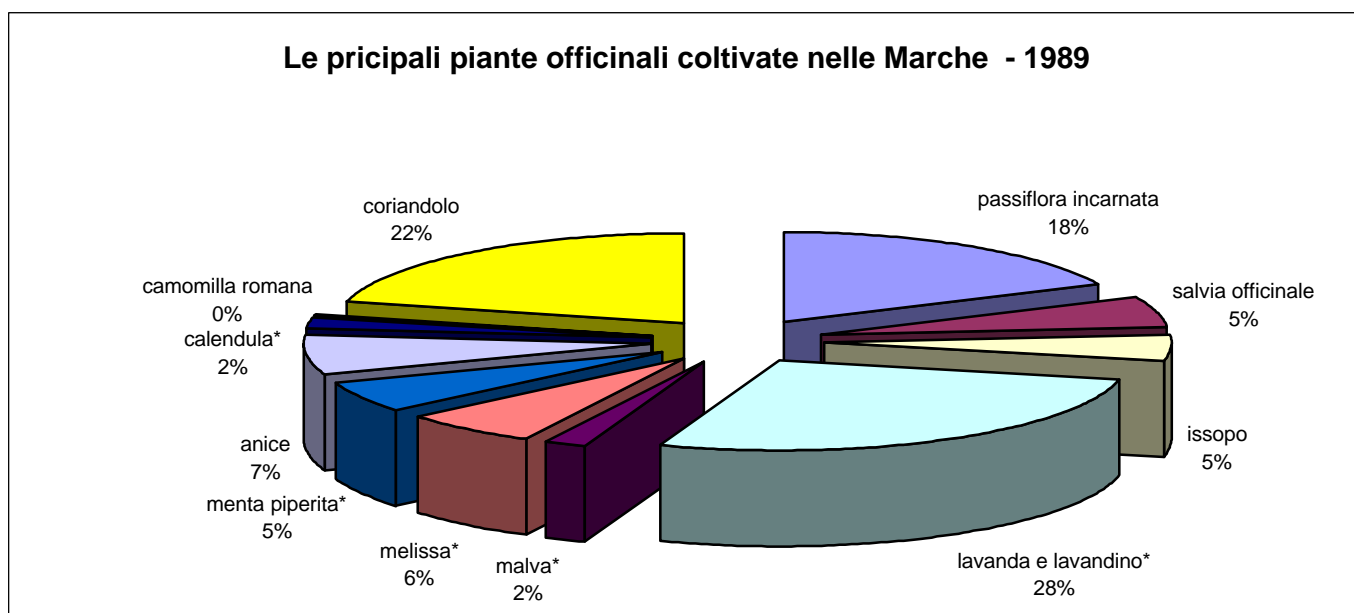 Le pricipali piante officinali coltivate nelle Marche - 1989
coriandolo
22%
passiflora incarnata
18%
camomilla romana
0%
salvia officinale
5%
calendula*
2%
anice
7%
issopo
5%
menta piperita*
5%
melissa*
6%
malva*
2%
lavanda e lavandino*
28%